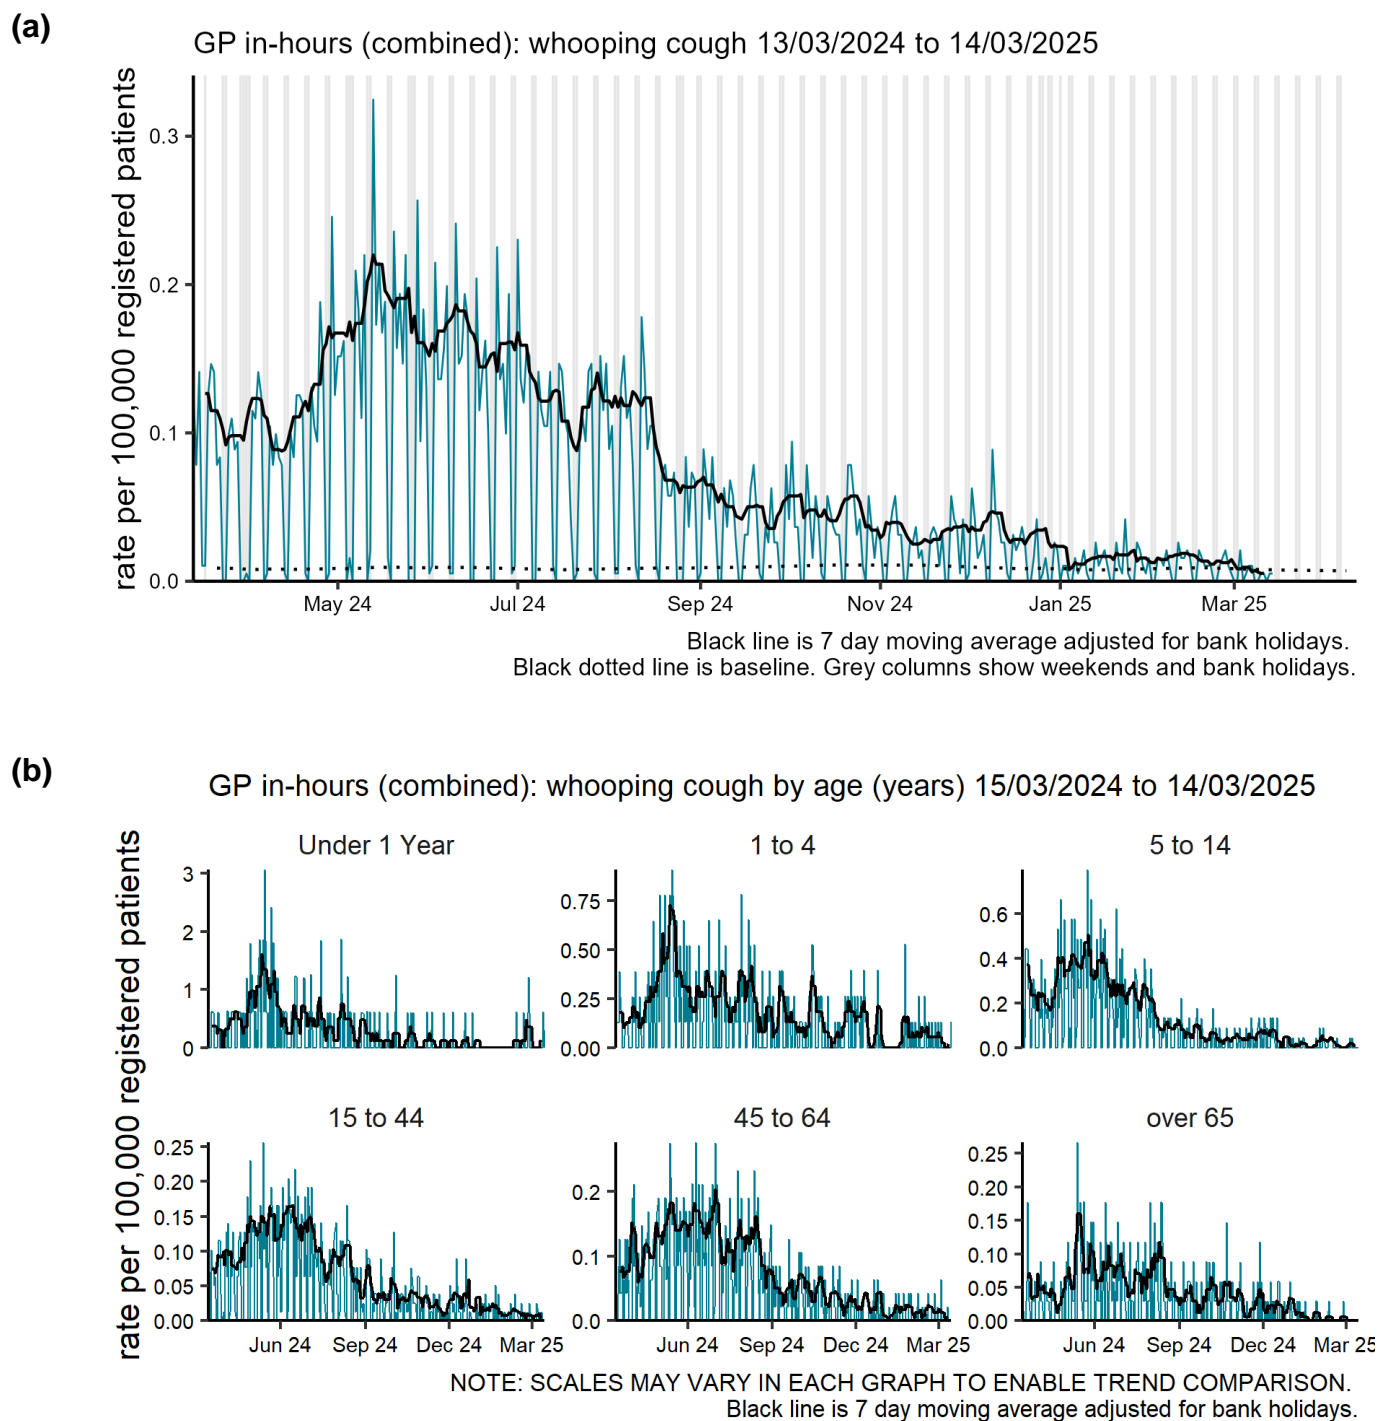 (a)
GP in-hours (combined): whooping cough 13/03/2024 to 14/03/2025
rate per 100,000 registered patients
0.3
0.2
0.1
0.0
May 24 Jul 24 Sep 24 Nov 24 Jan 25 Mar 25
Black line is 7 day moving average adjusted for bank holidays.
Black dotted line is baseline. Grey columns show weekends and bank holidays.
(b)
GP in-hours (combined): whooping cough by age (years) 15/03/2024 to 14/03/2025
rate per 100,000 registered patients
Under 1 Year
3
2
1
0
1 to 4
0.75
0.50
0.25
0.00
5 to 14
0.6
0.4
0.2
0.0
15 to 44
0.25
0.20
0.15
0.10
0.05
0.00
Jun 24 Sep 24 Dec 24 Mar 25
45 to 64
0.2
0.1
0.0
Jun 24 Sep 24 Dec 24 Mar 25
over 65
0.25
0.20
0.15
0.10
0.05
0.00
Jun 24 Sep 24 Dec 24 Mar 25
NOTE: SCALES MAY VARY IN EACH GRAPH TO ENABLE TREND COMPARISON.
Black line is 7 day moving average adjusted for bank holidays.